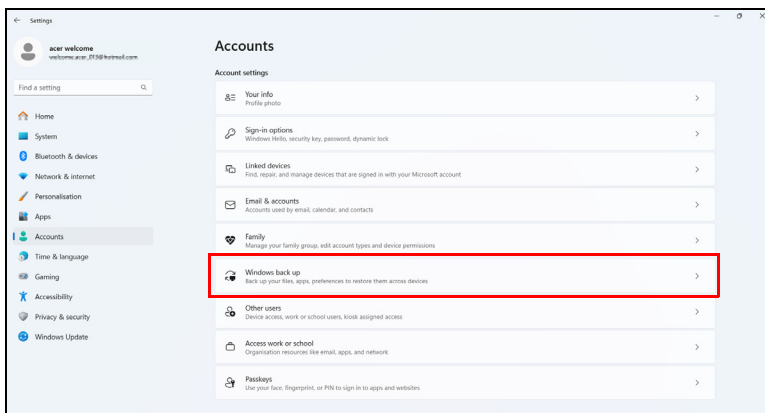 Settings
acer welcome
Find a setting
Home
System
Bluetooth & devices
Network & internet
Personalisation
Apps
Accounts
Time & language
Gaming
Accessibility
Privacy & security
Windows Update
Accounts
Account settings
Your info
Profile photo
Sign-in options
Windows Hello, security key, password, dynamic lock
Linked devices
Find, repair, and manage devices that are signed in with your Microsoft account
Email & accounts
Accounts used by email, calendar, and contacts
Family
Manage your family group, edit account types and device permissions
Windows back up
Back up your files, apps, preferences to restore them across devices
Other users
Device access, work or school users, kiosk assigned access
Access work or school
Organisation resources like email, apps, and network
Passkeys
Use your face, fingerprint, or PIN to sign in to apps and websites